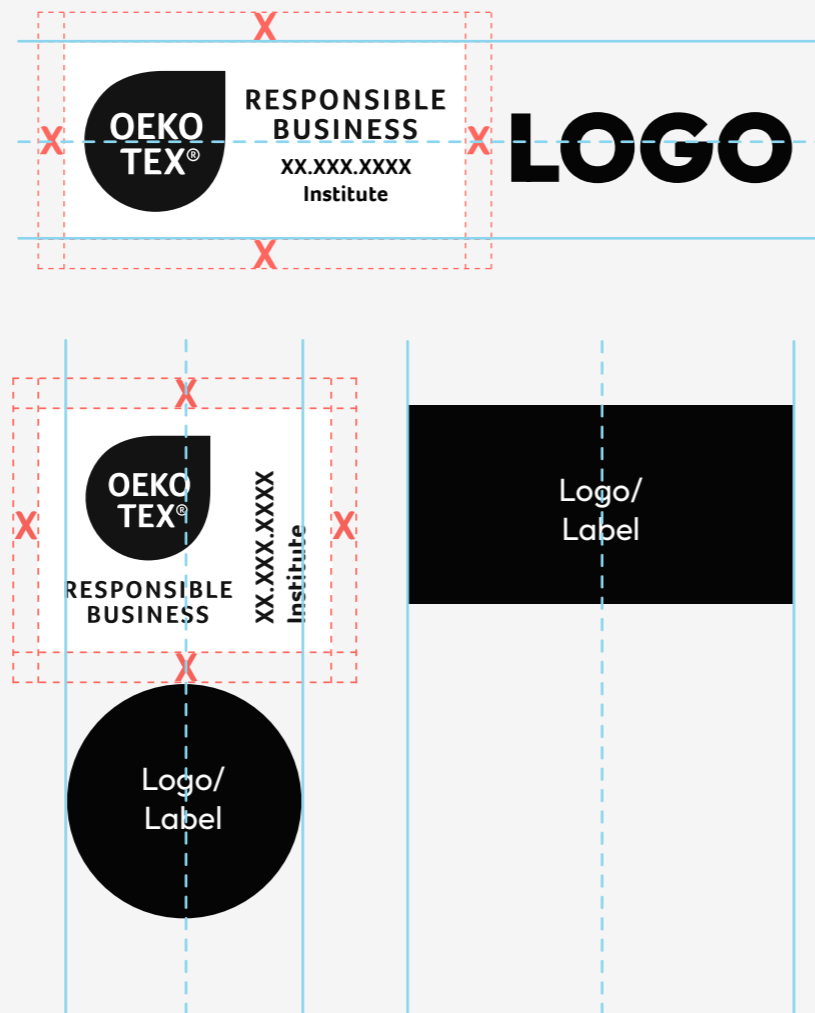 X
OEKO
TEX®
RESPONSIBLE
BUSINESS
XX.XXX.XXXX
Institute
X
X
LOGO
X
X
OEKO
TEX®
RESPONSIBLE
BUSINESS
XX.XXX.XXXX
Institute
X
X
X
Logo/
Label
Logo/
Label